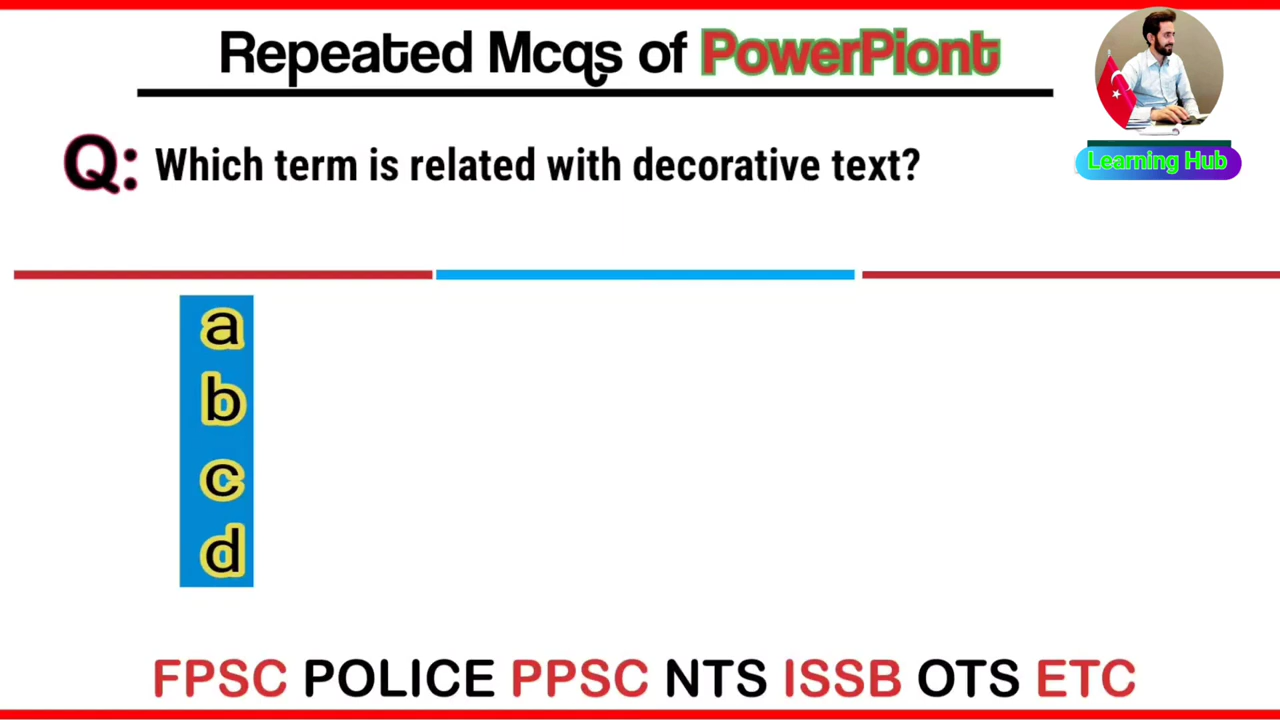 Repeated Mcqs of PowerPiont
Learning Hub
Q: Which term is related with decorative text?
a
b
c
d
FPSC POLICE PPSC NTS ISSB OTS ETC